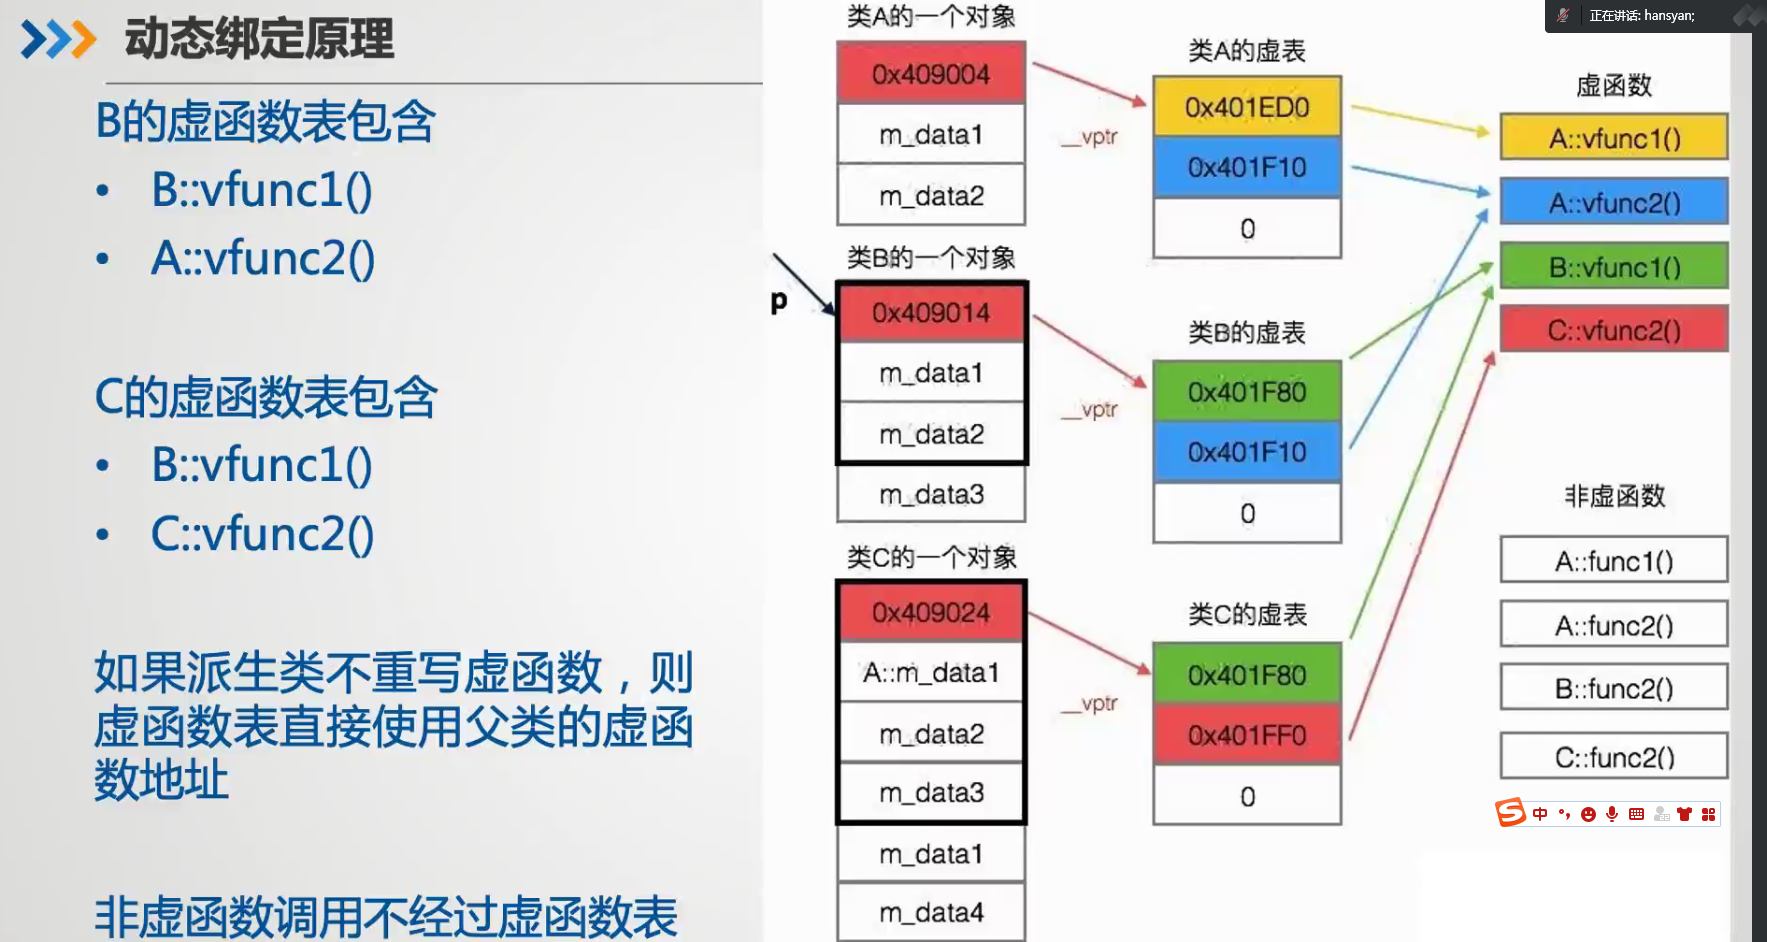 正在讲话: hansyan;
动态绑定原理
B的虚函数表包含
• B::vfunc1()
• A::vfunc2()
C的虚函数表包含
• B::vfunc1()
• C::vfunc2()
如果派生类不重写虚函数，则
虚函数表直接使用父类的虚函
数地址
非虚函数调用不经过虚函数表
类A的一个对象
0x409004
m_data1
m_data2
__vptr
类A的虚表
0x401ED0
0x401F10
0
p
类B的一个对象
0x409014
m_data1
m_data2
m_data3
__vptr
类B的虚表
0x401F80
0x401F10
0
类C的一个对象
0x409024
A::m_data1
m_data2
m_data3
m_data1
m_data4
__vptr
类C的虚表
0x401F80
0x401FF0
0
虚函数
A::vfunc1()
A::vfunc2()
B::vfunc1()
C::vfunc2()
非虚函数
A::func1()
A::func2()
B::func2()
C::func2()
S 中